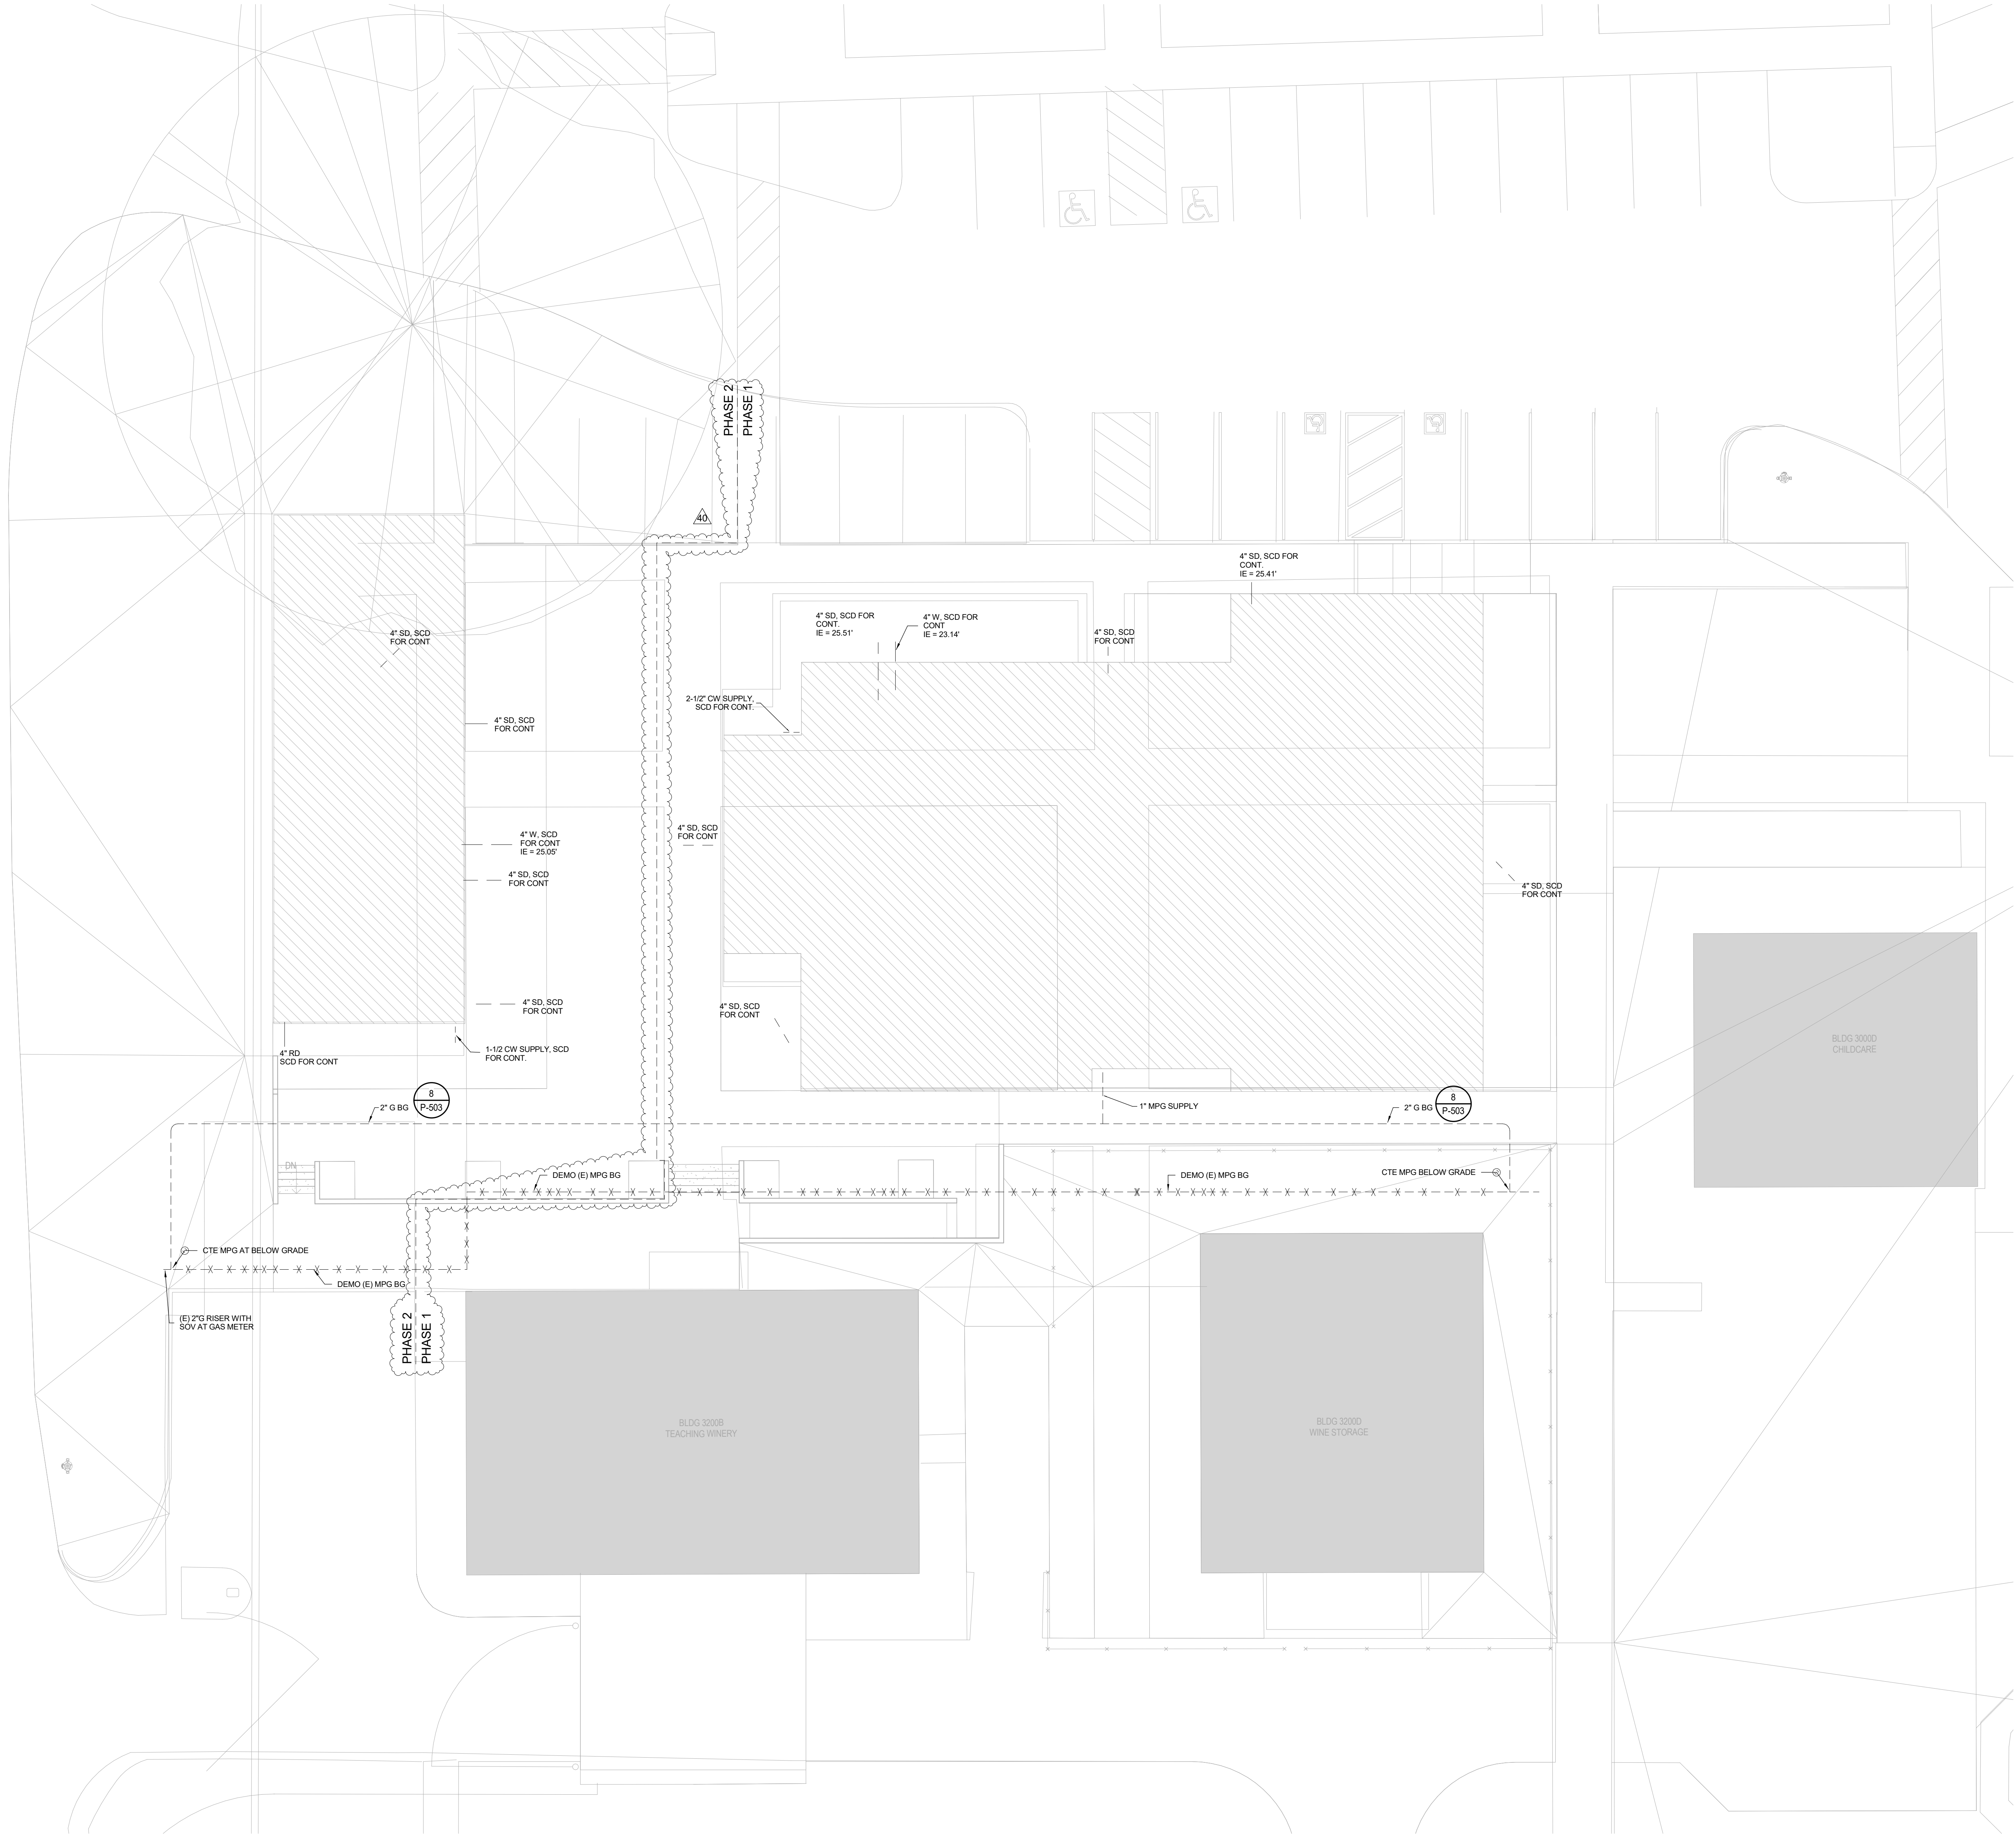 PHASE 2
PHASE 1
40
4" SD, SCD FOR
CONT.
IE = 25.41'
4" SD, SCD FOR
CONT.
IE = 25.51'
4" W, SCD FOR
CONT
IE = 23.14'
4" SD, SCD
FOR CONT
4" SD, SCD
FOR CONT
2-1/2" CW SUPPLY,
SCD FOR CONT.
4" SD, SCD
FOR CONT
4" W, SCD
FOR CONT
IE = 25.05'
4" SD, SCD
FOR CONT
4" SD, SCD
FOR CONT
4" SD, SCD
FOR CONT
4" SD, SCD
FOR CONT
4" SD, SCD
FOR CONT
1-1/2 CW SUPPLY, SCD
FOR CONT.
4" RD
SCD FOR CONT
BLDG 3000D
CHILDCARE
2" G BG
8
P-503
1" MPG SUPPLY
2" G BG
8
P-503
DN
DEMO (E) MPG BG
DEMO (E) MPG BG
CTE MPG BELOW GRADE
CTE MPG AT BELOW GRADE
DEMO (E) MPG BG
(E) 2"G RISER WITH
SOV AT GAS METER
PHASE 2
PHASE 1
BLDG 3200B
TEACHING WINERY
BLDG 3200D
WINE STORAGE